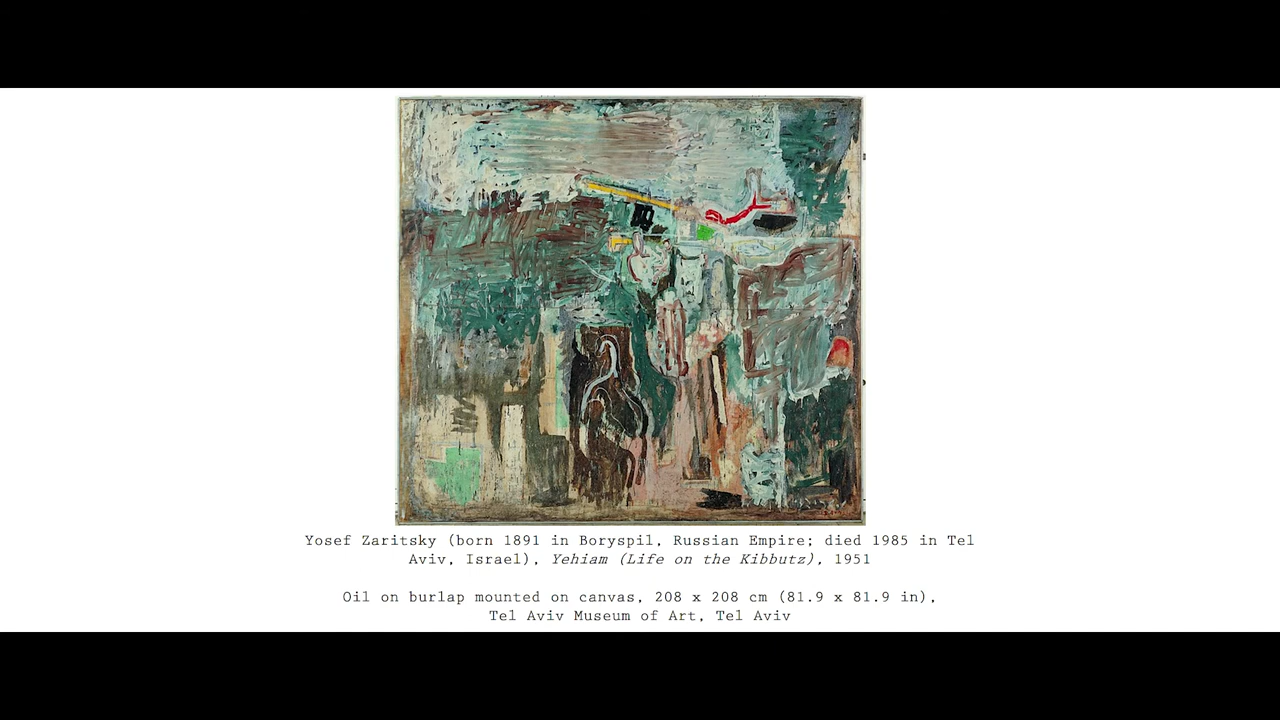 Yosef Zaritsky (born 1891 in Boryspil, Russian Empire; died 1985 in Tel
Aviv, Israel), Yehiam (Life on the Kibbutz), 1951
Oil on burlap mounted on canvas, 208 x 208 cm (81.9 x 81.9 in),
Tel Aviv Museum of Art, Tel Aviv